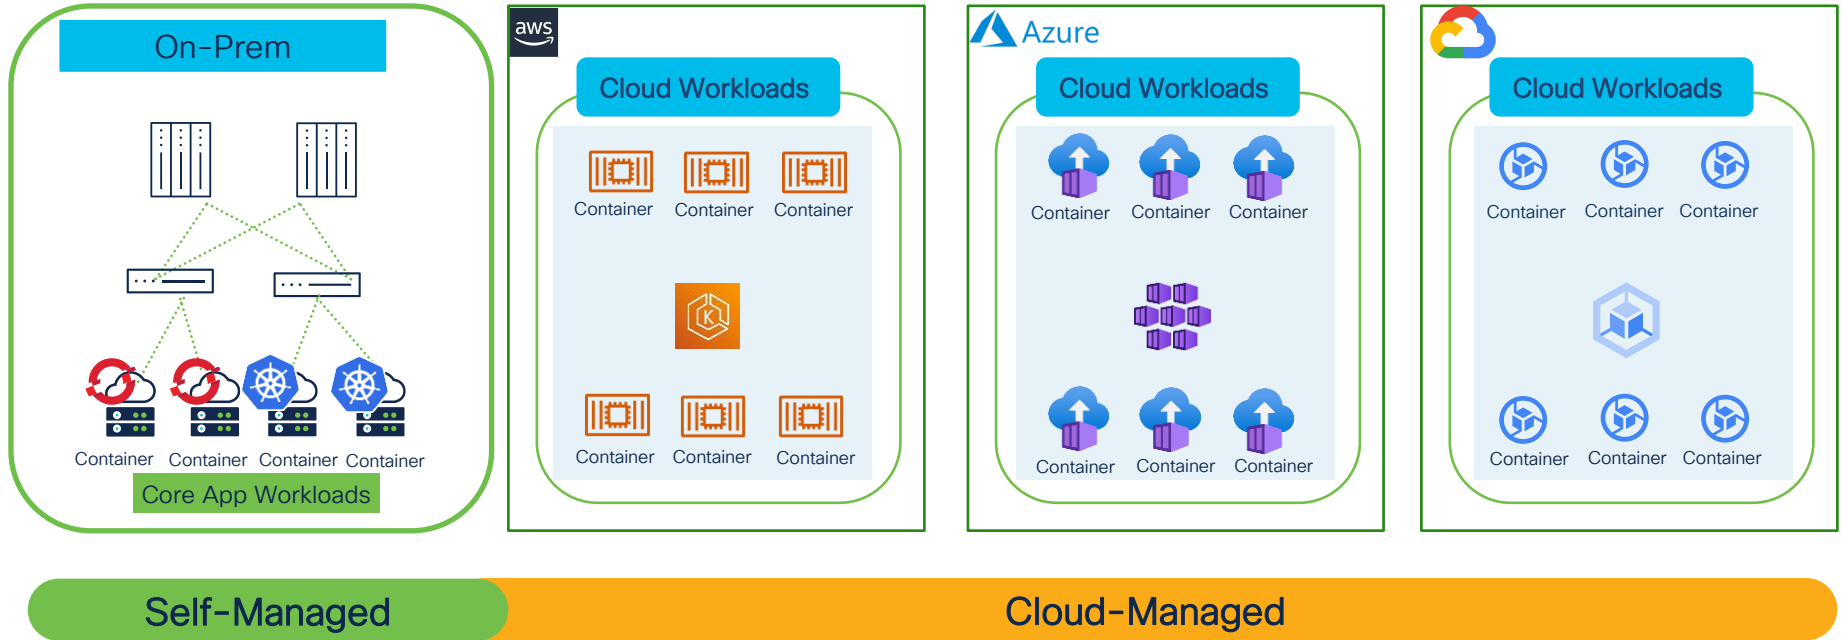 On-Prem
Container Container Container Container
Core App Workloads
aws
Cloud Workloads
Container Container Container
K
Container Container Container
Azure
Cloud Workloads
Container Container Container
Container Container Container
Cloud Workloads
Container Container Container
Container Container Container
Self-Managed
Cloud-Managed